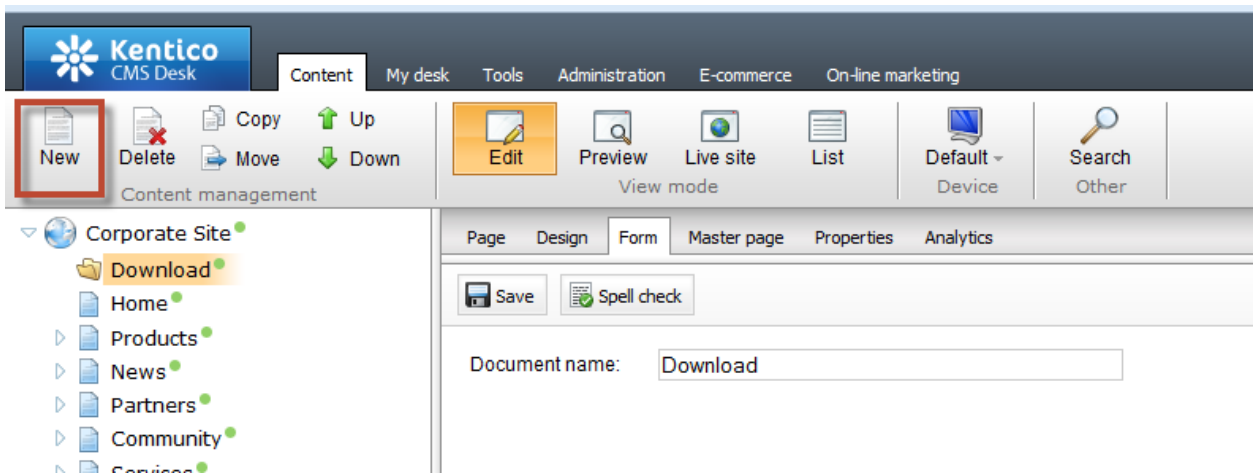 Kentico
CMS Desk
Content My desk Tools Administration E-commerce On-line marketing
New Delete Copy Move Up Down
Content management
Edit Preview Live site List
View mode
Default
Device
Search
Other
Corporate Site
Download
Home
Products
News
Partners
Community
Services
Page Design Form Master page Properties Analytics
Save Spell check
Document name: Download